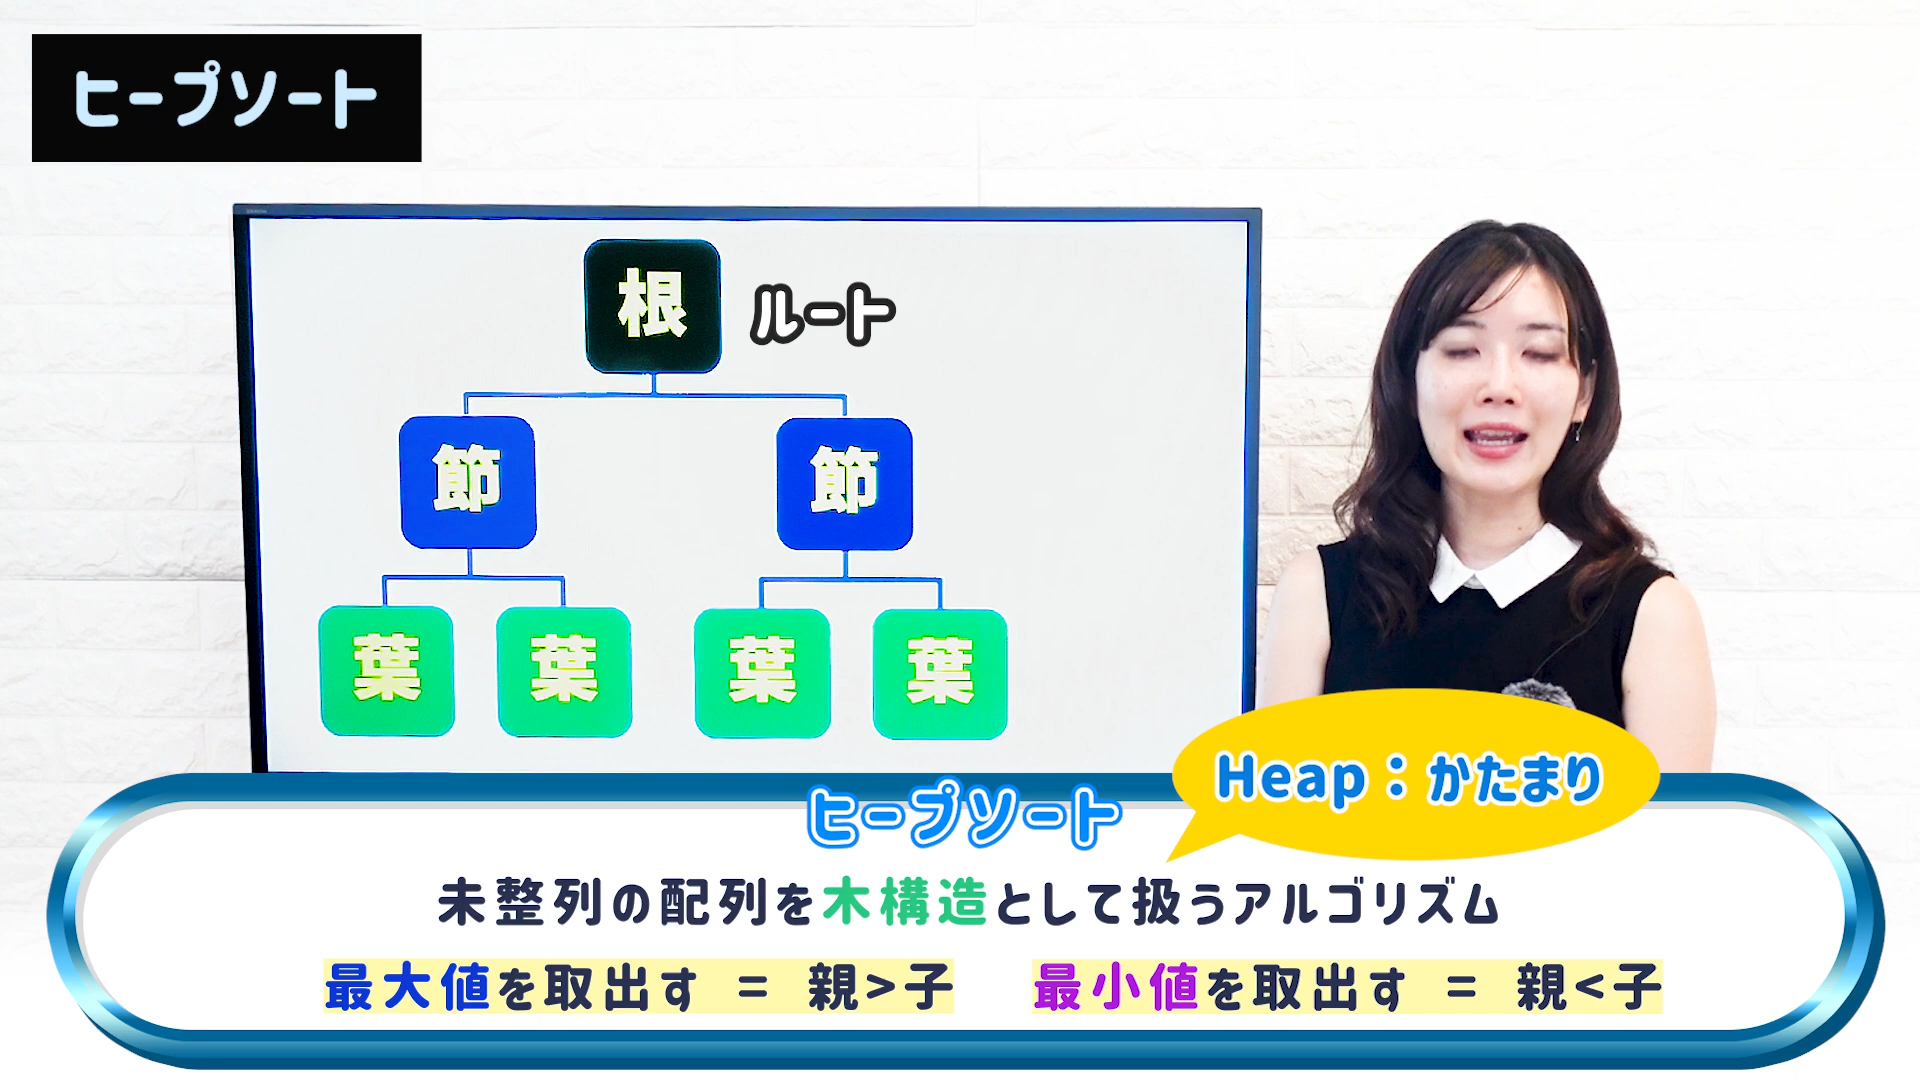 ヒープソート
根 ルート
節 節
葉 葉 葉 葉
Heap：かたまり
ヒープソート
未整列の配列を木構造として扱うアルゴリズム
最大値を取出す = 親>子 最小値を取出す = 親<子